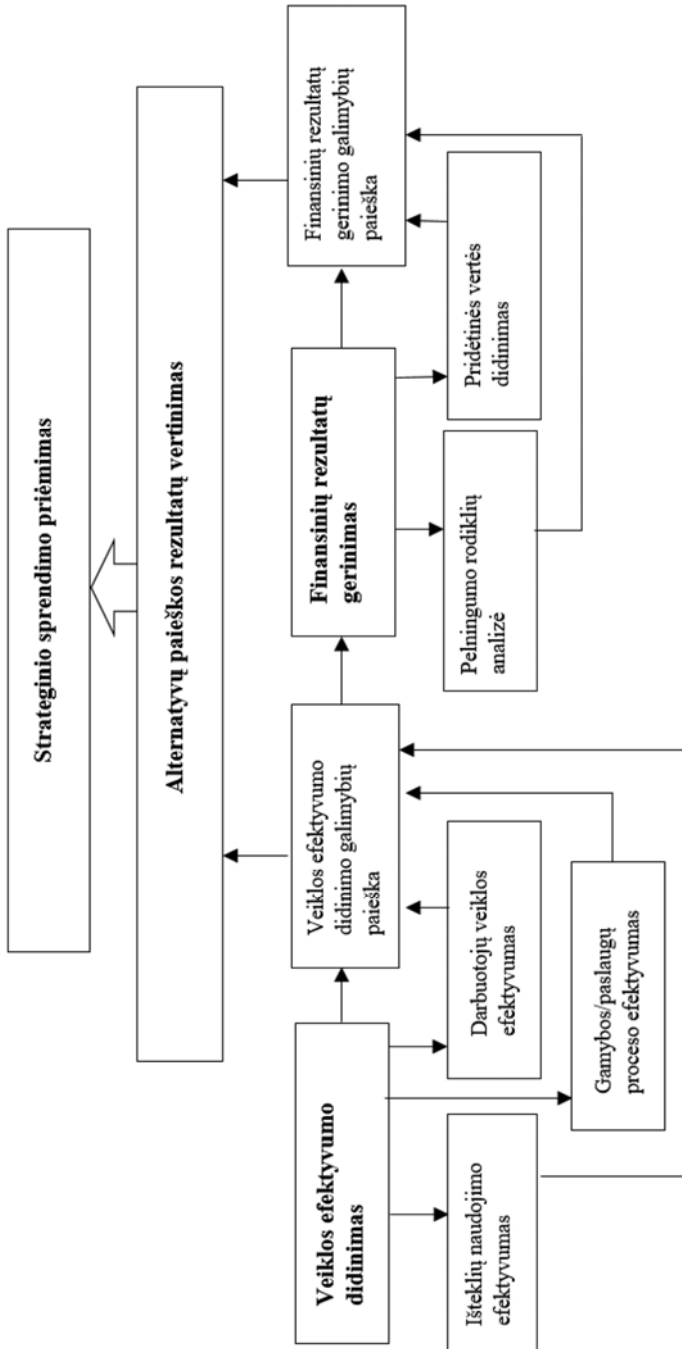 Strateginio sprendimo priėmimas
Alternatyvų paieškos rezultatų vertinimas
Veiklos efektyvumo
didinimas
Veiklos efektyvumo
didinimo galimybių
paieška
Finansinių rezultatų
gerinimas
Finansinių rezultatų
gerinimo galimybių
paieška
Išteklių naudojimo
efektyvumas
Darbuotojų veiklos
efektyvumas
Pelningumo rodiklių
analizė
Pridėtinės vertės
didinimas
Gamybos/paslaugų
proceso efektyvumas